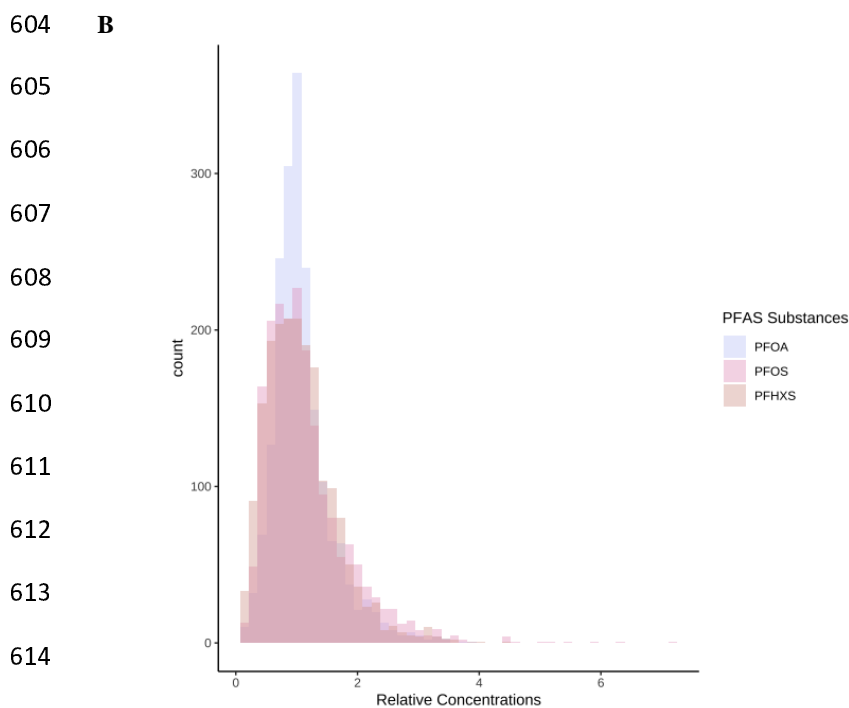 604 B
605
606
300
607
608
PFAS Substances
609
200
PFOA
count
PFOS
610
PFHXS
611
100
612
613
0
614
0 2 4 6
Relative Concentrations